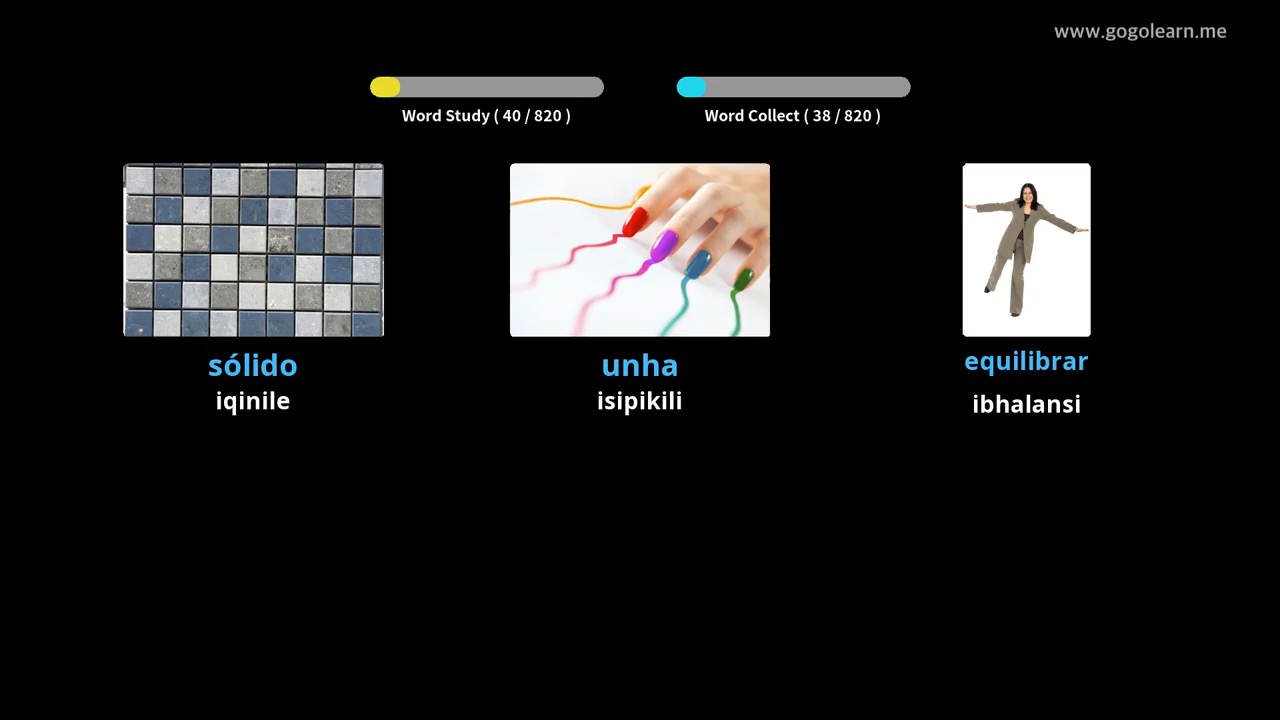 www.gogolearn.me
Word Study ( 40 / 820 )
Word Collect ( 38 / 820 )
sólido
iqinile
unha
isipikili
equilibrar
ibhalansi